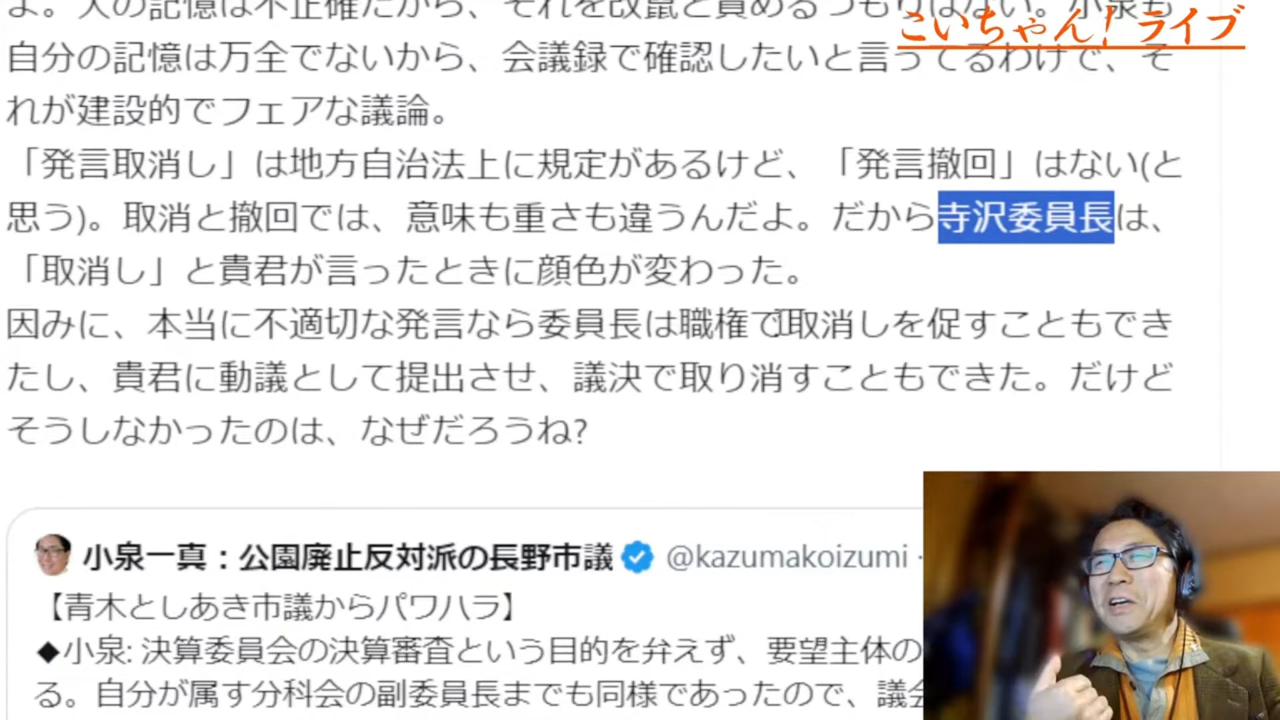 よ。人の記憶は不正確だから、それを改竄と責めるつもりはない。小泉も
こいちゃん！ライブ
自分の記憶は万全でないから、会議録で確認したいと言ってるわけで、そ
れが建設的でフェアな議論。
「発言取消し」は地方自治法上に規定があるけど、「発言撤回」はない(と
思う)。取消と撤回では、意味も重さも違うんだよ。だから寺沢委員長は、
「取消し」と貴君が言ったときに顔色が変わった。
因みに、本当に不適切な発言なら委員長は職権で取消しを促すこともでき
たし、貴君に動議として提出させ、議決で取り消すこともできた。だけど
そうしなかったのは、なぜだろうね?
小泉一真：公園廃止反対派の長野市議 @kazumakoizumi ·
【青木としあき市議からパワハラ】
◆小泉: 決算委員会の決算審査という目的を弁えず、要望主体の
る。自分が属す分科会の副委員長までも同様であったので、議会